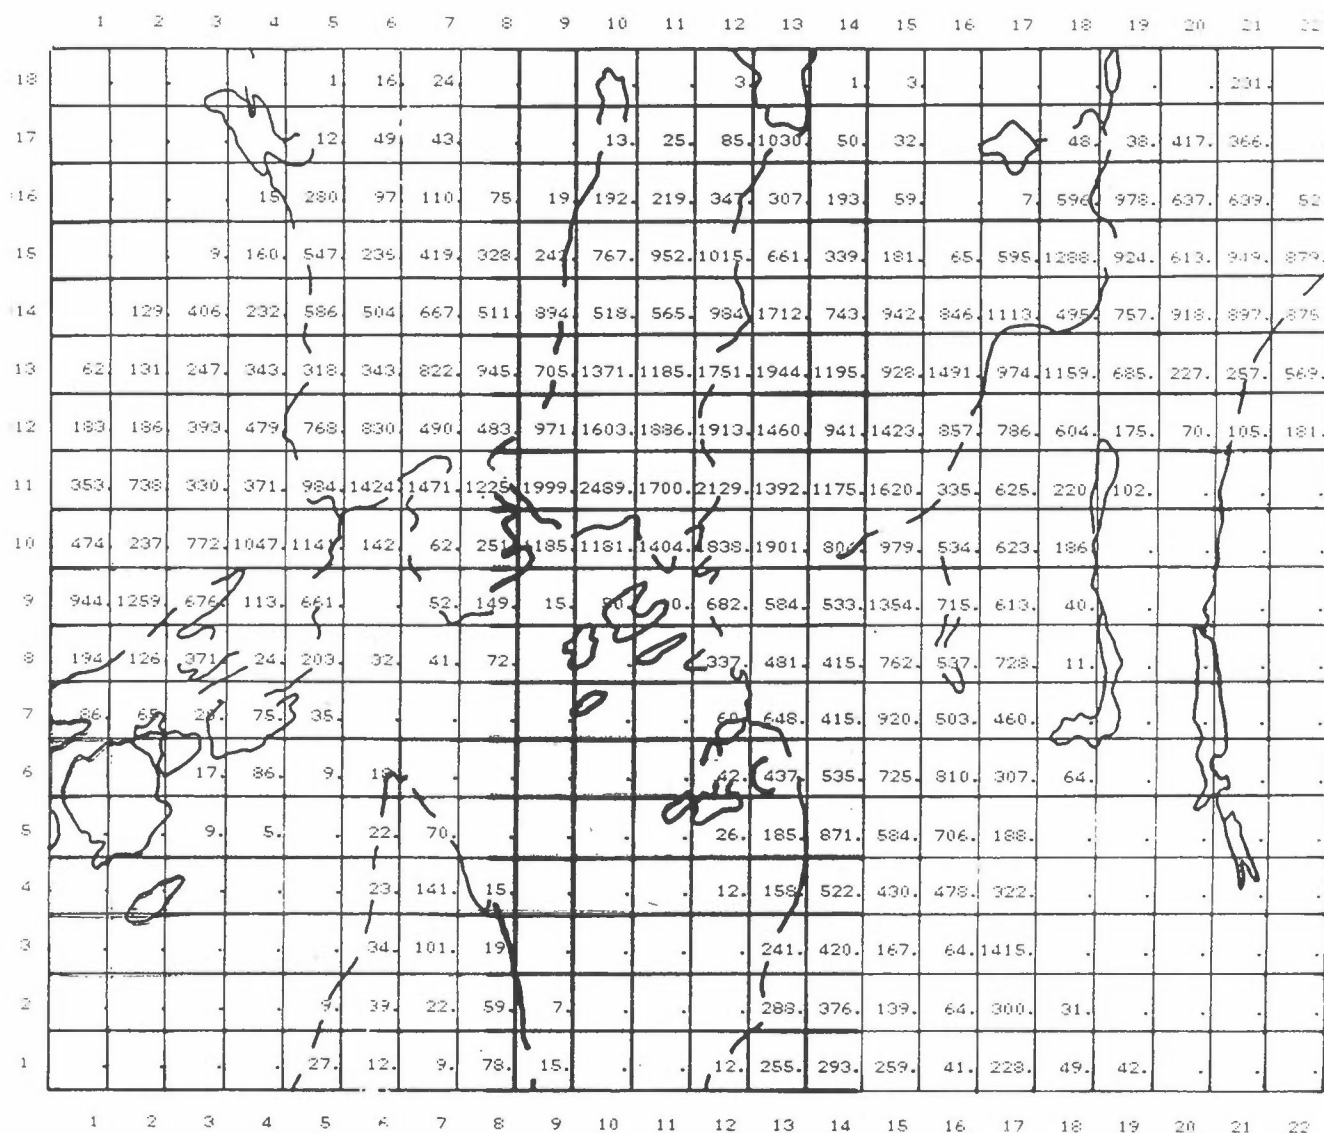 1 2 3 4 5 6 7 8 9 10 11 12 13 14 15 16 17 18 19 20 21 22
18 . . . . 1 16. 24. . . . . 3. . 1. 3. . . . . . 231.
17 . . . 12. 49. 43. . . 13. 25. 85. 1030. 50. 32. . . 48. 38. 417. 366.
16 . . . 15. 280. 97. 110. 75. 19. 192. 219. 347. 307. 193. 59. . 7. 596. 978. 637. 639. 52
15 . . 9. 160. 547. 236. 419. 328. 242. 767. 952. 1015. 661. 339. 181. 65. 595. 1288. 924. 613. 949. 879.
14 . 129. 406. 232. 586. 504. 667. 511. 894. 518. 565. 984. 1712. 743. 942. 846. 1113. 495. 757. 918. 897. 875
13 62. 131. 247. 343. 318. 343. 822. 945. 705. 1371. 1185. 1751. 1944. 1195. 928. 1491. 974. 1159. 685. 227. 257. 569.
12 183. 186. 393. 479. 768. 830. 490. 483. 971. 1603. 1886. 1913. 1460. 941. 1423. 857. 786. 604. 175. 70. 105. 181.
11 353. 738. 330. 371. 984. 1424. 1471. 1225. 1999. 2489. 1700. 2129. 1392. 1175. 1620. 335. 625. 220. 102. . . .
10 474. 237. 772. 1047. 1141. 142. 62. 251. 185. 1181. 1404. 1838. 1901. 804. 979. 534. 623. 186. . . . .
9 944. 1259. 676. 113. 661. . 52. 149. 15. 682. 584. 533. 1354. 715. 613. 40. . . . .
8 194. 126. 371. 24. 203. 32. 41. 72. . . . 337. 481. 415. 762. 537. 728. 11. . . . .
7 86. 65. 75. 35. . . . . . . 60. 648. 415. 920. 503. 460. . . . . .
6 . . 17. 86. 9. 18. . . . . . 42. 437. 535. 725. 810. 307. 64. . . . .
5 . . 9. 5. . 22. 70. . . . . 26. 185. 871. 584. 706. 188. . . . . .
4 . . . . . 23. 141. 15. . . . 12. 158. 522. 430. 478. 322. . . . . .
3 . . . . . 34. 101. 19. . . . . 241. 420. 167. 64. 1415. . . . . .
2 . . . . 9. 39. 22. 59. 7. . . . 288. 376. 139. 64. 300. 31. . . . .
1 . . . . 27. 12. 9. 78. 15. . . 12. 255. 293. 259. 41. 228. 49. 42. . . .
1 2 3 4 5 6 7 8 9 10 11 12 13 14 15 16 17 18 19 20 21 22